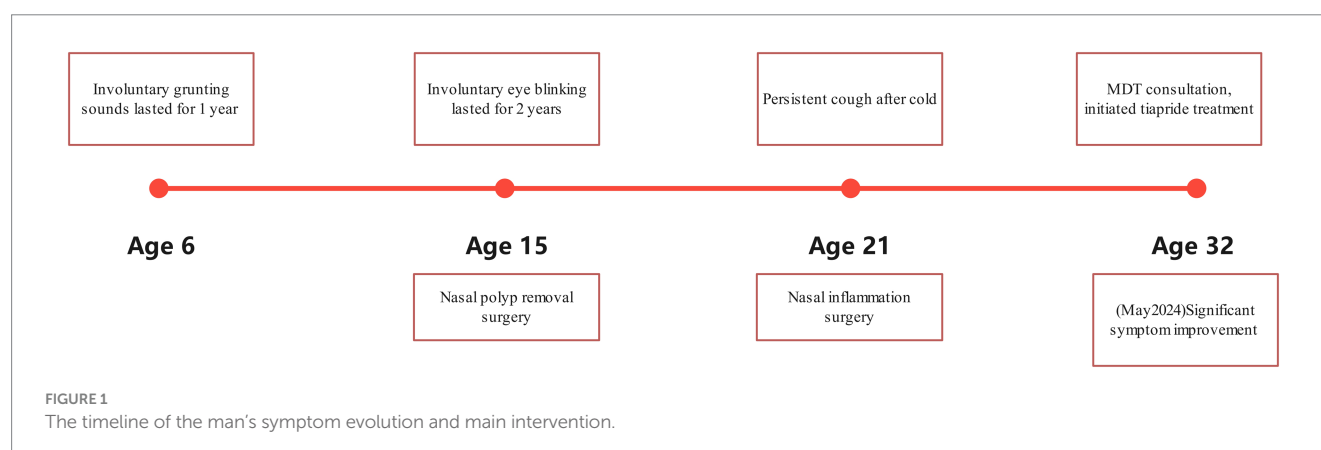 Involuntary grunting
sounds lasted for 1 year
Involuntary eye blinking
lasted for 2 years
Persistent cough after cold
MDT consultation,
initiated tiapride treatment
Age 6
Age 15
Age 21
Age 32
Nasal polyp removal
surgery
Nasal inflammation
surgery
(May2024)Significant
symptom improvement
FIGURE 1
The timeline of the man's symptom evolution and main intervention.